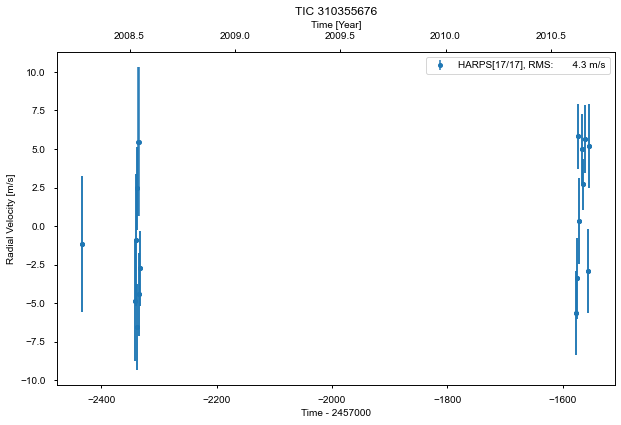 TIC 310355676
Time [Year]
2008.5 2009.0 2009.5 2010.0 2010.5
HARPS[17/17], RMS: 4.3 m/s
10.0
7.5
5.0
2.5
0.0
−2.5
−5.0
−7.5
−10.0
Radial Velocity [m/s]
−2400 −2200 −2000 −1800 −1600
Time - 2457000